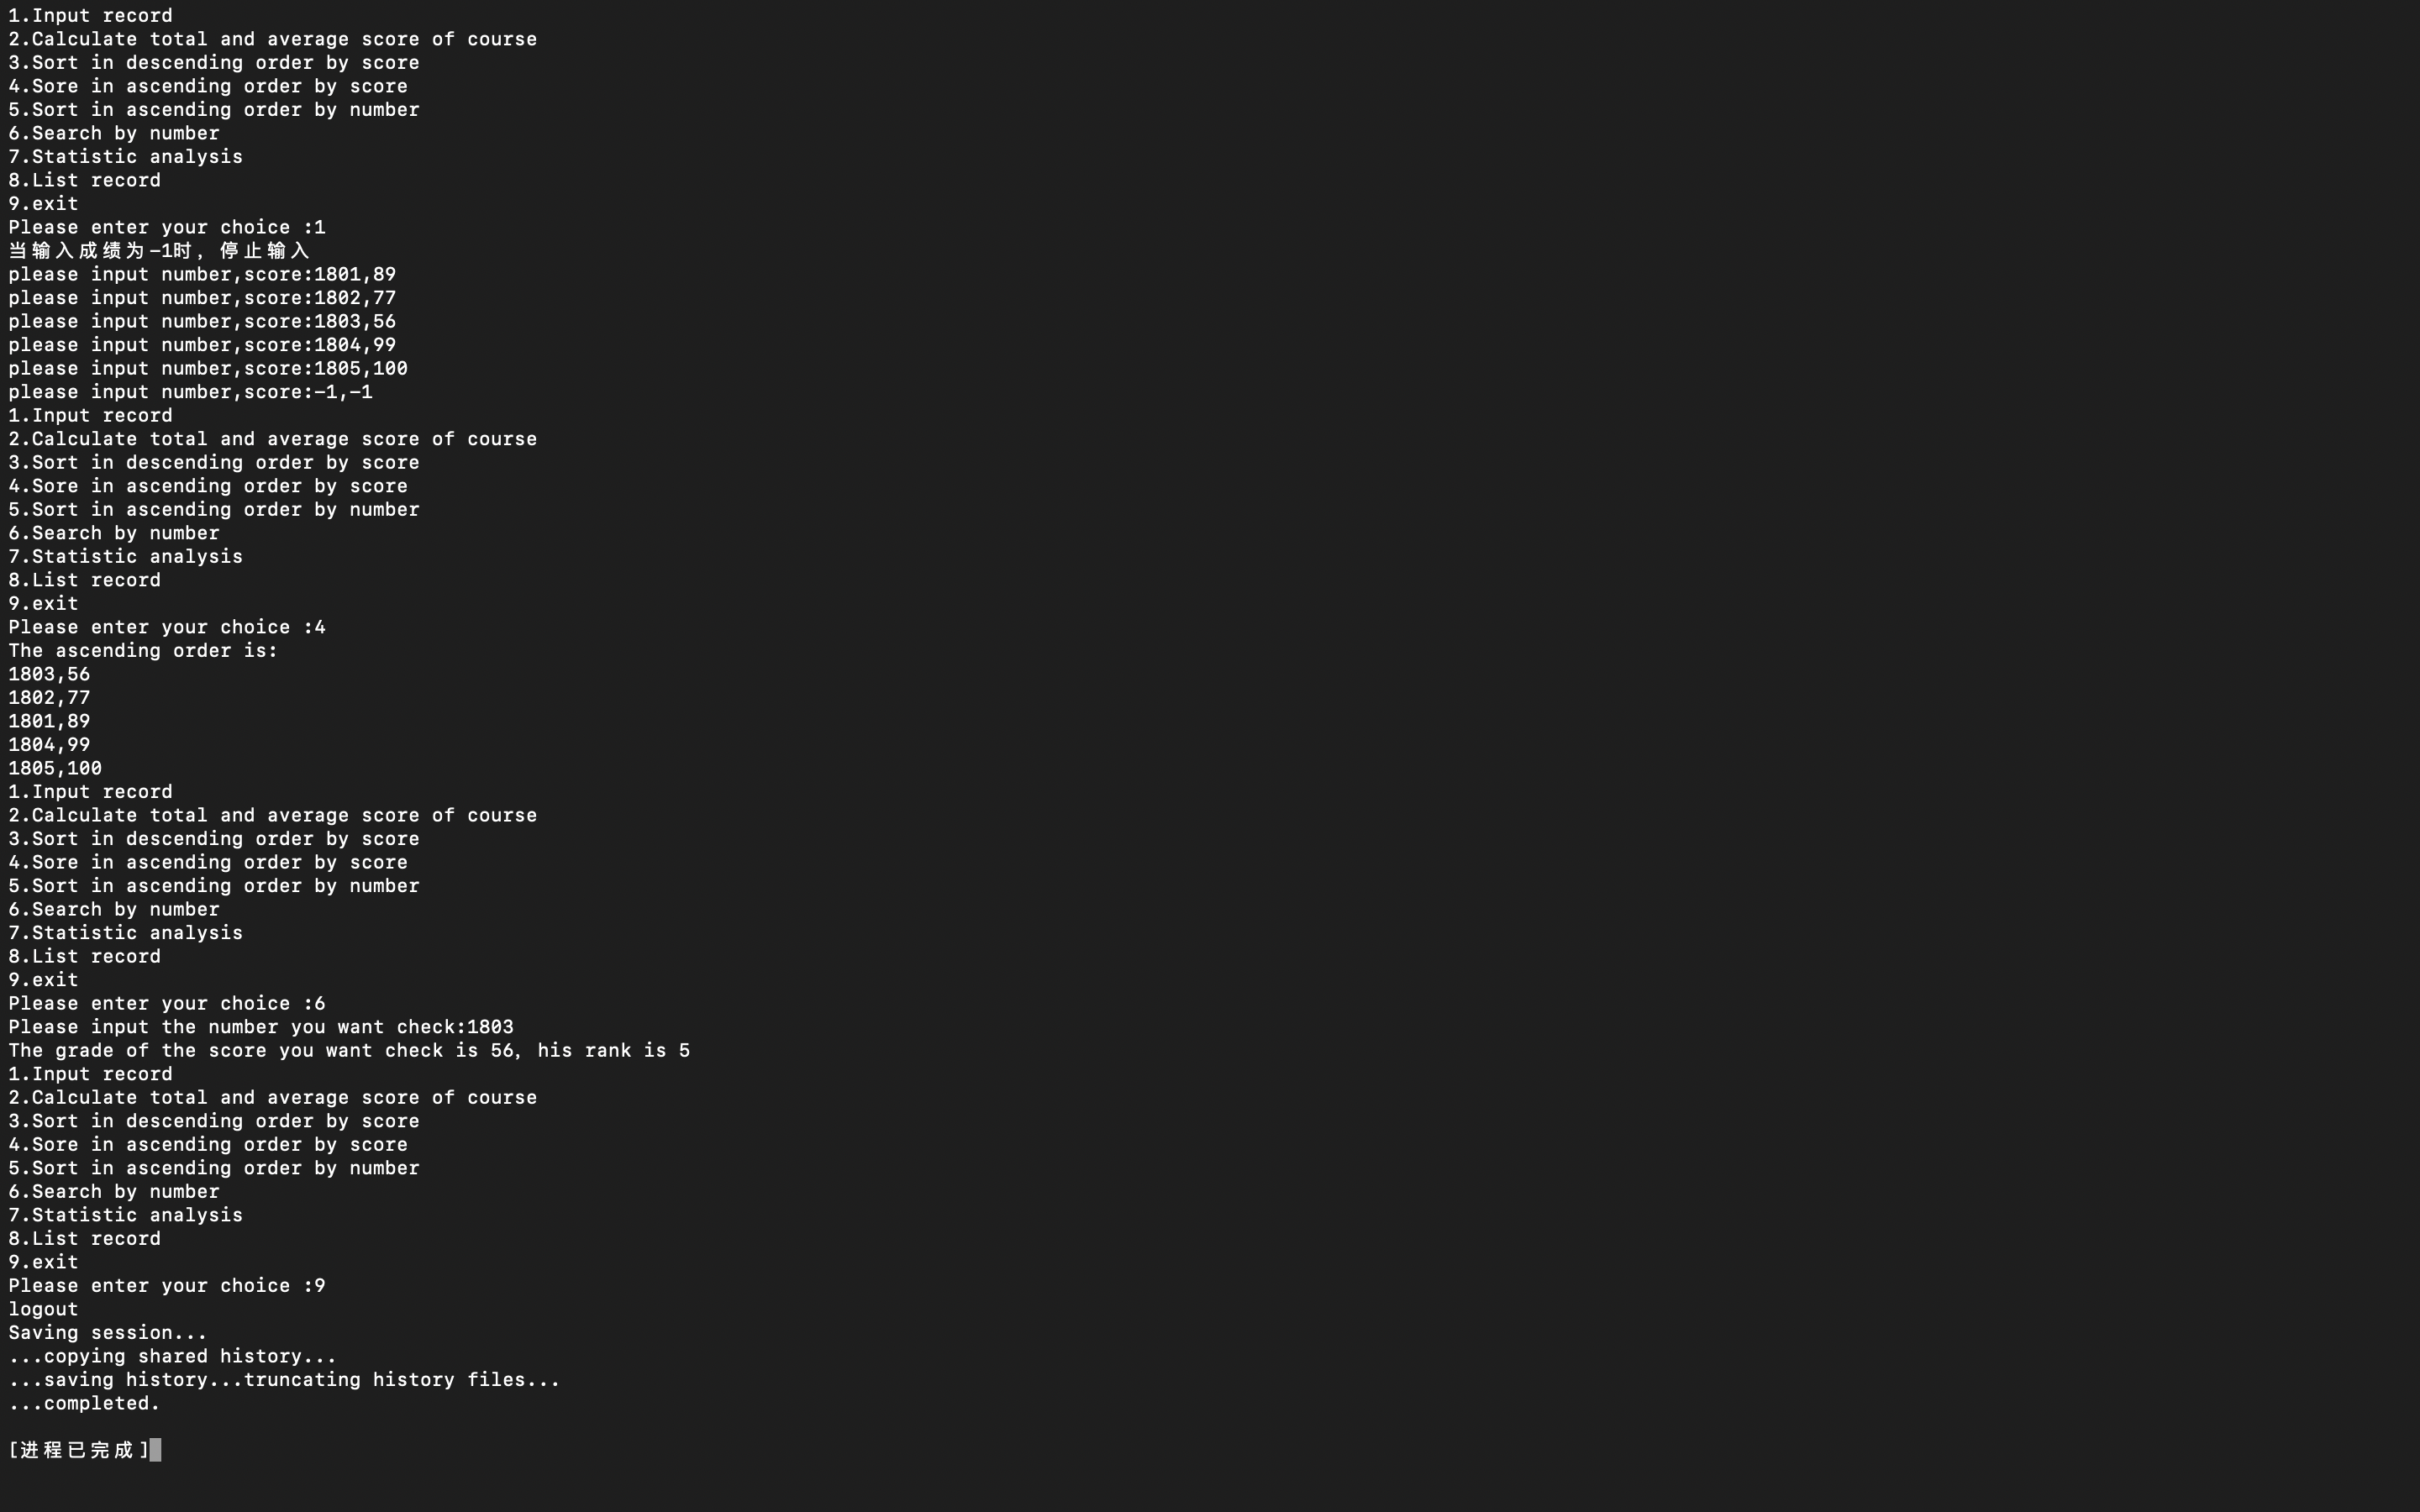 1.Input record
2.Calculate total and average score of course
3.Sort in descending order by score
4.Sore in ascending order by score
5.Sort in ascending order by number
6.Search by number
7.Statistic analysis
8.List record
9.exit
Please enter your choice :1
当输入成绩为-1时，停止输入
please input number,score:1801,89
please input number,score:1802,77
please input number,score:1803,56
please input number,score:1804,99
please input number,score:1805,100
please input number,score:-1,-1
1.Input record
2.Calculate total and average score of course
3.Sort in descending order by score
4.Sore in ascending order by score
5.Sort in ascending order by number
6.Search by number
7.Statistic analysis
8.List record
9.exit
Please enter your choice :4
The ascending order is:
1803,56
1802,77
1801,89
1804,99
1805,100
1.Input record
2.Calculate total and average score of course
3.Sort in descending order by score
4.Sore in ascending order by score
5.Sort in ascending order by number
6.Search by number
7.Statistic analysis
8.List record
9.exit
Please enter your choice :6
Please input the number you want check:1803
The grade of the score you want check is 56，his rank is 5
1.Input record
2.Calculate total and average score of course
3.Sort in descending order by score
4.Sore in ascending order by score
5.Sort in ascending order by number
6.Search by number
7.Statistic analysis
8.List record
9.exit
Please enter your choice :9
logout
Saving session...
...copying shared history...
...saving history...truncating history files...
...completed.
[进程已完成]